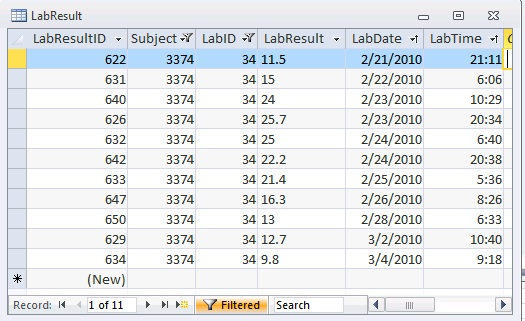 LabResult
LabResultID Subject LabID LabResult LabDate LabTime
622 3374 34 11.5 2/21/2010 21:11
631 3374 34 15 2/22/2010 6:06
640 3374 34 24 2/23/2010 10:29
626 3374 34 25.7 2/23/2010 20:34
632 3374 34 25 2/24/2010 6:40
642 3374 34 22.2 2/24/2010 20:38
633 3374 34 21.4 2/25/2010 5:36
647 3374 34 16.3 2/26/2010 8:26
650 3374 34 13 2/28/2010 6:33
629 3374 34 12.7 3/2/2010 10:40
634 3374 34 9.8 3/4/2010 9:18
* (New)
Record: 1 of 11 Filtered Search